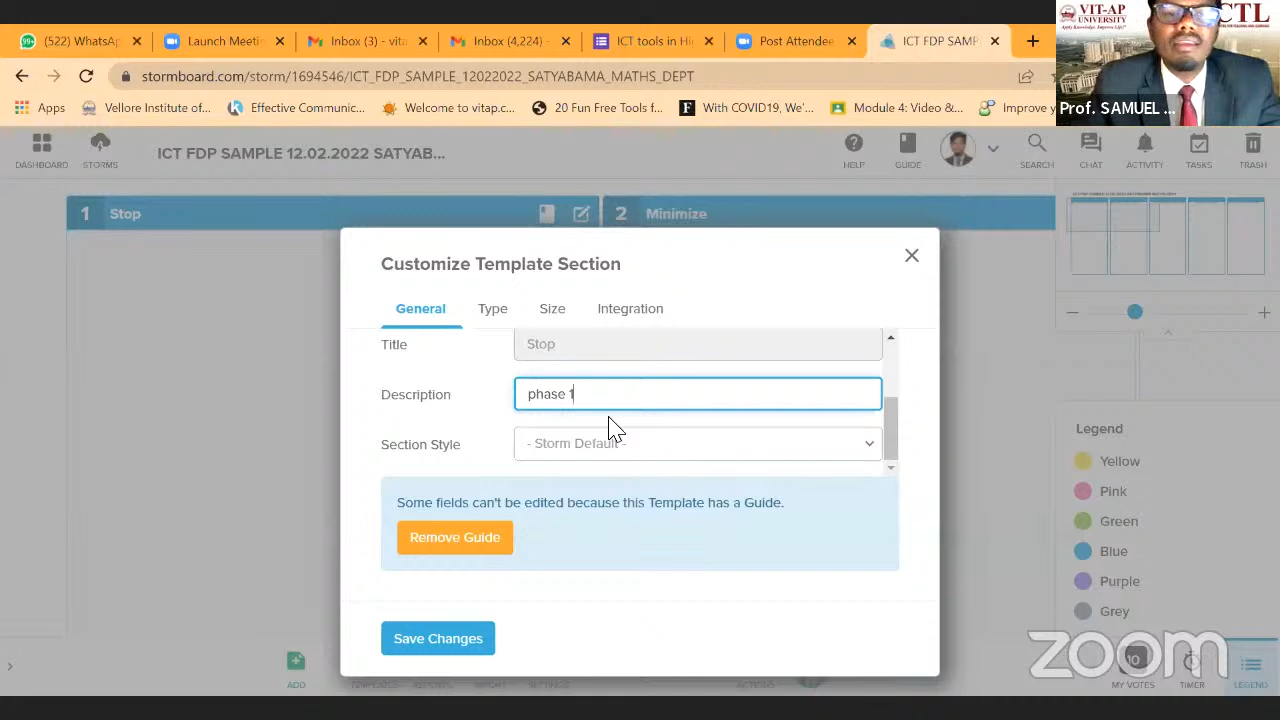 VIT-AP
UNIVERSITY
CTL
(522) WhatsA
Launch Meeti
Inbox (3) - vita
Inbox (4,224) -
ICT tools in Hi
Post Attendee
ICT FDP SAMP
Prof. SAMUEL ...
stormboard.com/storm/1694546/ICT_FDP_SAMPLE_12022022_SATYABAMA_MATHS_DEPT
Apps
Vellore Institute of...
Effective Communic...
Welcome to vitap.c...
20 Fun Free Tools f...
With COVID19, We'...
Module 4: Video &...
Improve y
DASHBOARD
STORMS
ICT FDP SAMPLE 12.02.2022 SATYAB...
HELP
GUIDE
SEARCH
CHAT
ACTIVITY
TASKS
TRASH
1 Stop
2 Minimize
Customize Template Section
General
Type
Size
Integration
Title
Stop
Description
phase 1
Section Style
- Storm Default -
Some fields can't be edited because this Template has a Guide.
Remove Guide
Save Changes
Legend
Yellow
Pink
Green
Blue
Purple
Grey
zoom
ADD
10
MY VOTES
TIMER
LEGEND